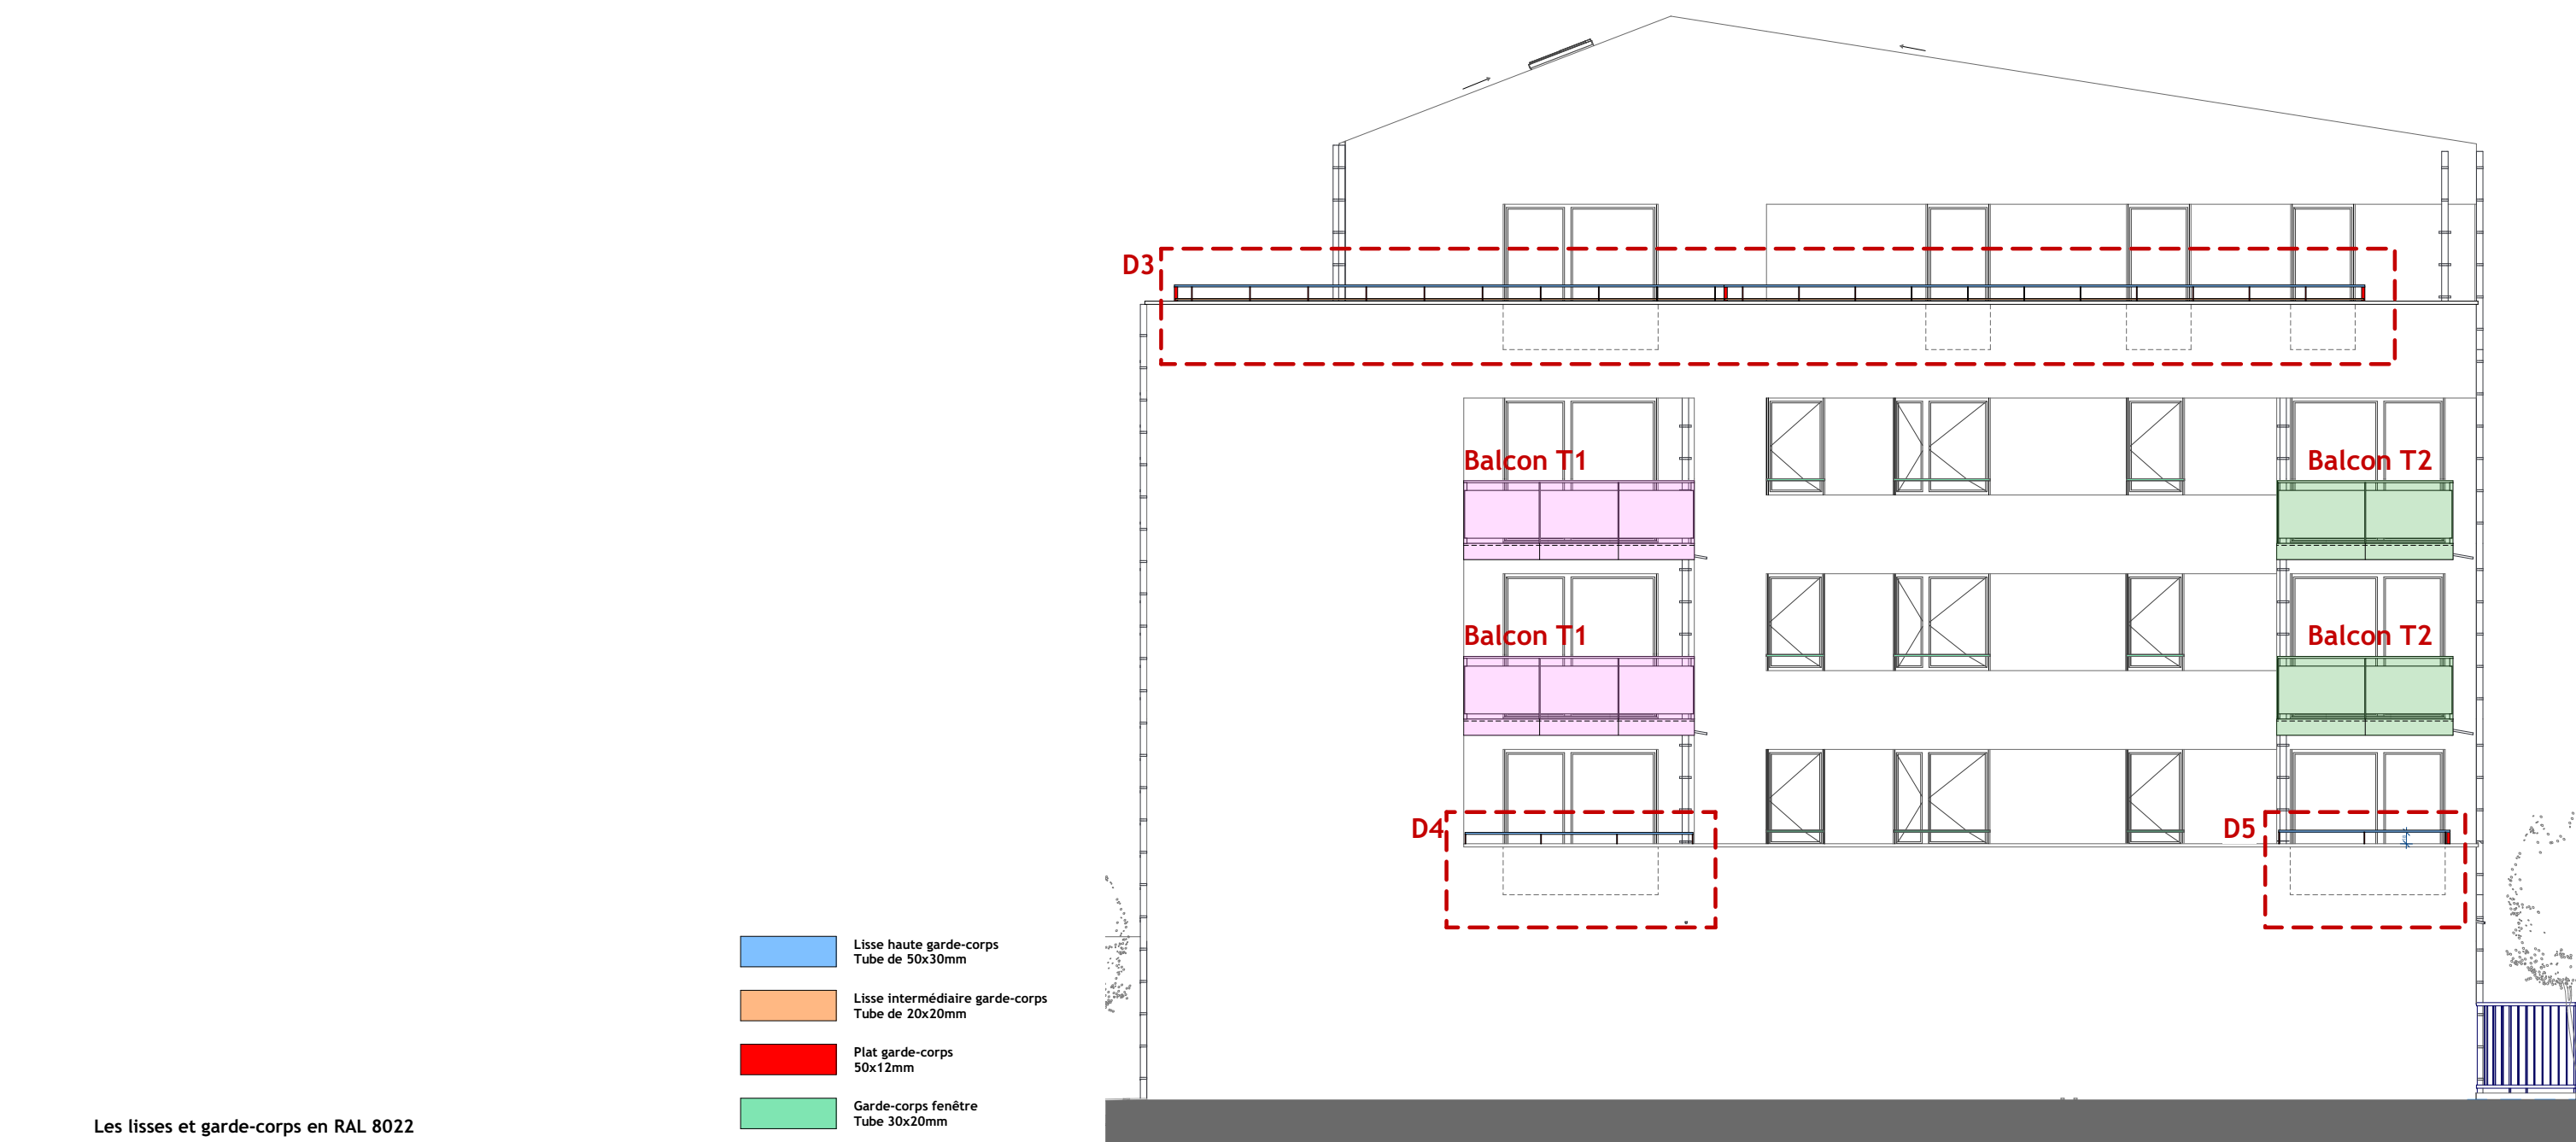 D3
Balcon T1
Balcon T2
Balcon T1
Balcon T2
D4
D5
Lisse haute garde-corps
Tube de 50x30mm
Lisse intermédiaire garde-corps
Tube de 20x20mm
Plat garde-corps
50x12mm
Garde-corps fenêtre
Tube 30x20mm
Les lisses et garde-corps en RAL 8022